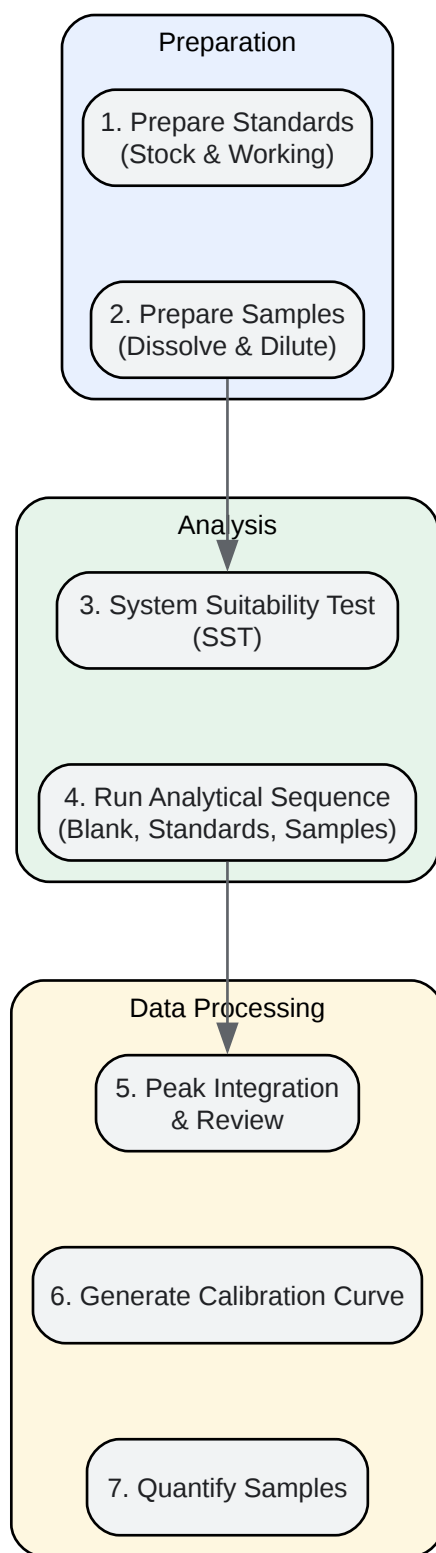 Preparation
1. Prepare Standards
(Stock & Working)
2. Prepare Samples
(Dissolve & Dilute)
Analysis
3. System Suitability Test
(SST)
4. Run Analytical Sequence
(Blank, Standards, Samples)
Data Processing
5. Peak Integration
& Review
6. Generate Calibration Curve
7. Quantify Samples